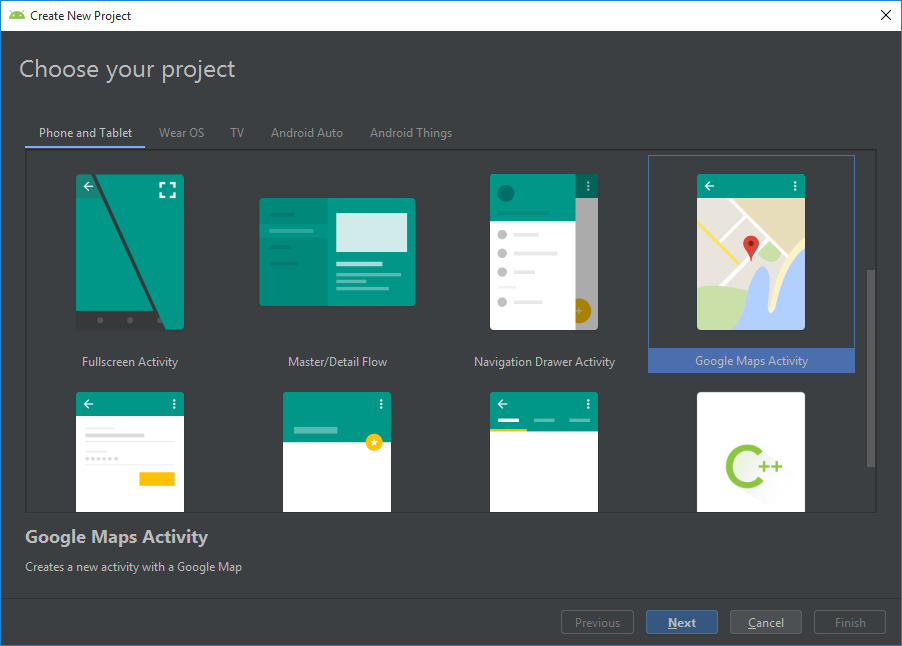 Create New Project
Choose your project
Phone and Tablet
Wear OS
TV
Android Auto
Android Things
Fullscreen Activity
Master/Detail Flow
Navigation Drawer Activity
Google Maps Activity
C++
Google Maps Activity
Creates a new activity with a Google Map
Previous
Next
Cancel
Finish